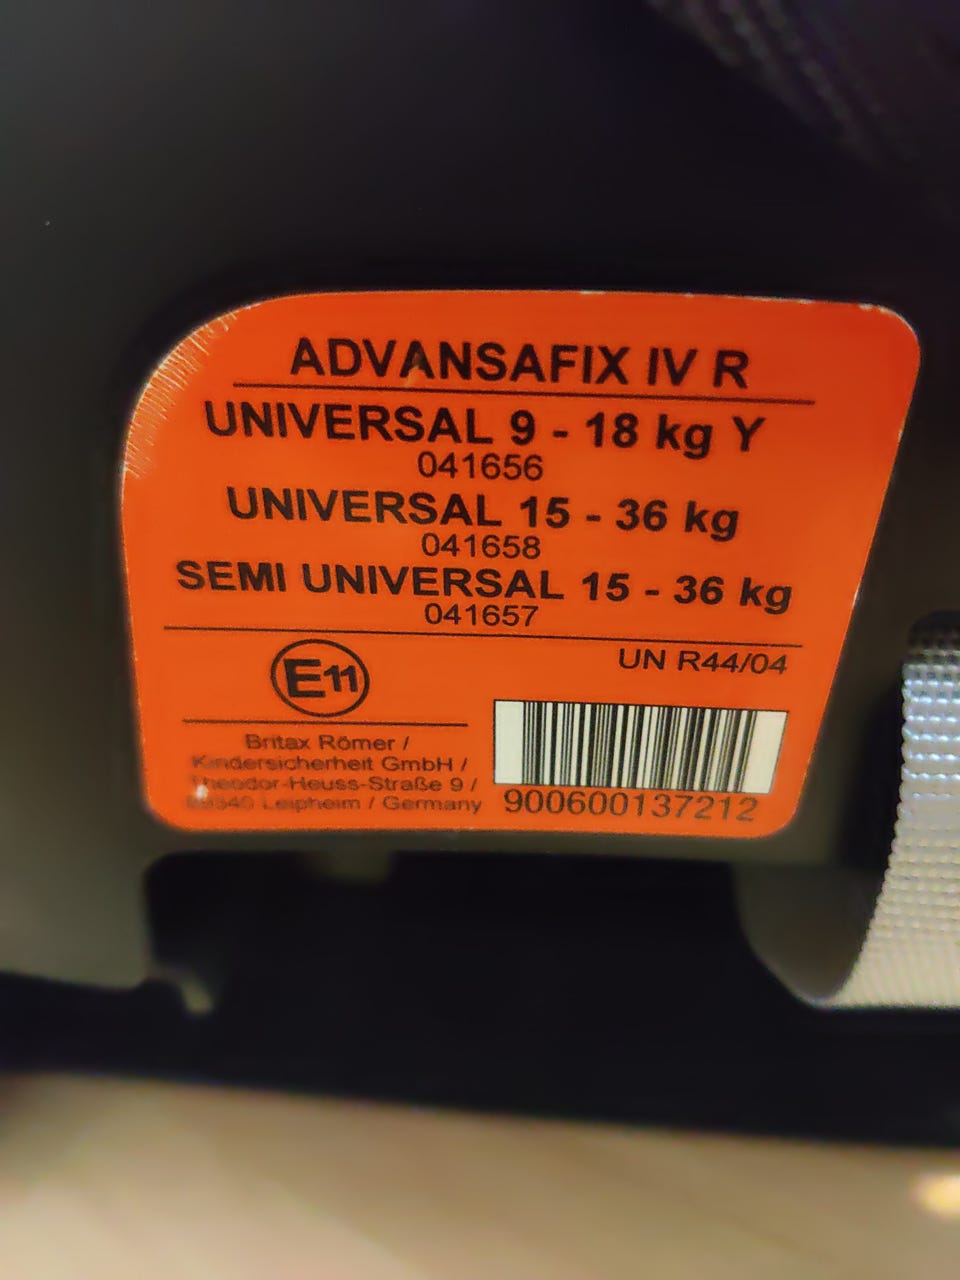 ADVANSAFIX IV R
UNIVERSAL 9 - 18 kg Y
041656
UNIVERSAL 15 - 36 kg
041658
SEMI UNIVERSAL 15 - 36 kg
041657
E11
UN R44/04
Britax Römer /
Kindersicherheit GmbH /
Theodor-Heuss-Straße 9 /
89340 Leipheim / Germany
900600137212